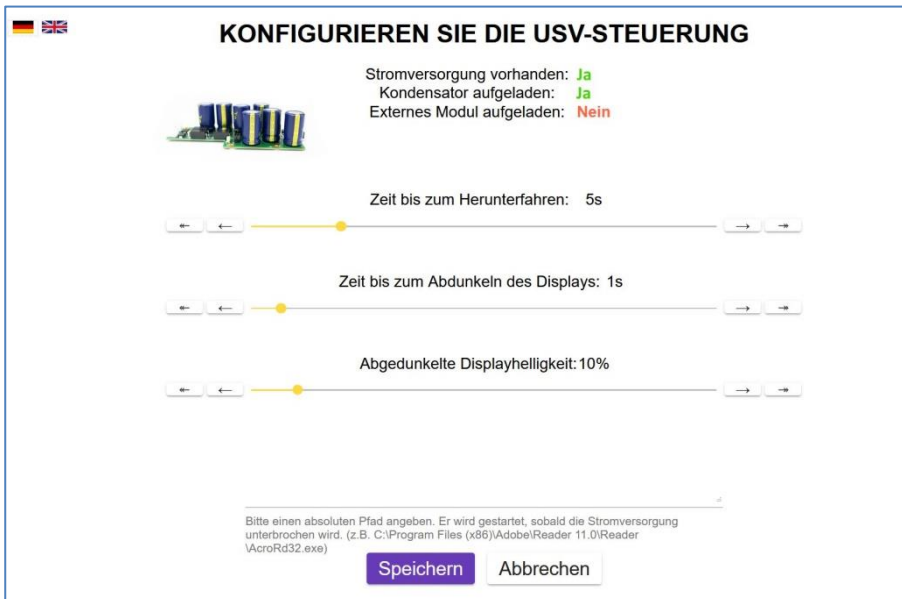 KONFIGURIEREN SIE DIE USV-STEUERUNG
Stromversorgung vorhanden: Ja
Kondensator aufgeladen: Ja
Externes Modul aufgeladen: Nein
Zeit bis zum Herunterfahren: 5s
Zeit bis zum Abdunkeln des Displays: 1s
Abgedunkelte Displayhelligkeit: 10%
Bitte einen absoluten Pfad angeben. Er wird gestartet, sobald die Stromversorgung
unterbrochen wird. (z.B. C:\Program Files (x86)\Adobe\Reader 11.0\Reader
\AcroRd32.exe)
Speichern Abbrechen